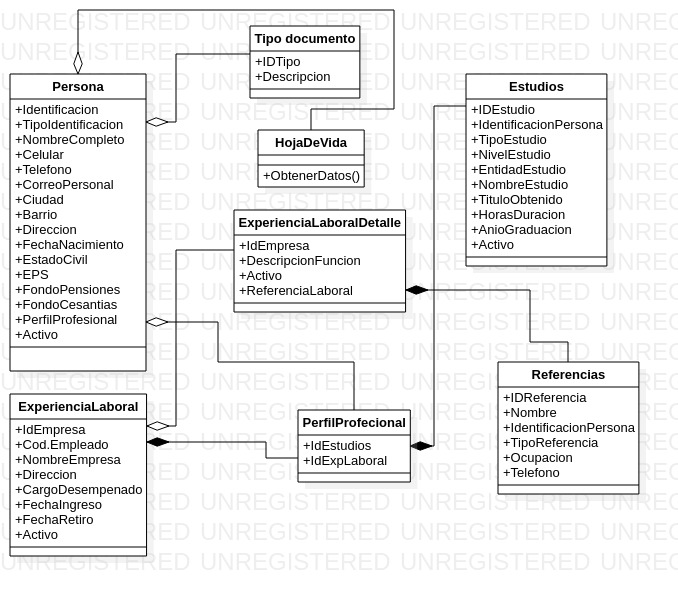 Tipo documento
+IDTipo
+Descripcion
Persona
+Identificacion
+TipoIdentificacion
+NombreCompleto
+Celular
+Telefono
+CorreoPersonal
+Ciudad
+Barrio
+Direccion
+FechaNacimiento
+EstadoCivil
+EPS
+FondoPensiones
+FondoCesantias
+PerfilProfesional
+Activo
HojaDeVida
+ObtenerDatos()
Estudios
+IDEstudio
+IdentificacionPersona
+TipoEstudio
+NivelEstudio
+EntidadEstudio
+NombreEstudio
+TituloObtenido
+HorasDuracion
+AnioGraduacion
+Activo
ExperienciaLaboralDetalle
+IdEmpresa
+DescripcionFuncion
+Activo
+ReferenciaLaboral
ExperienciaLaboral
+IdEmpresa
+Cod.Empleado
+NombreEmpresa
+Direccion
+CargoDesempenado
+FechaIngreso
+FechaRetiro
+Activo
PerfilProfecional
+IdEstudios
+IdExpLaboral
Referencias
+IDReferencia
+Nombre
+IdentificacionPersona
+TipoReferencia
+Ocupacion
+Telefono
UNREGISTERED